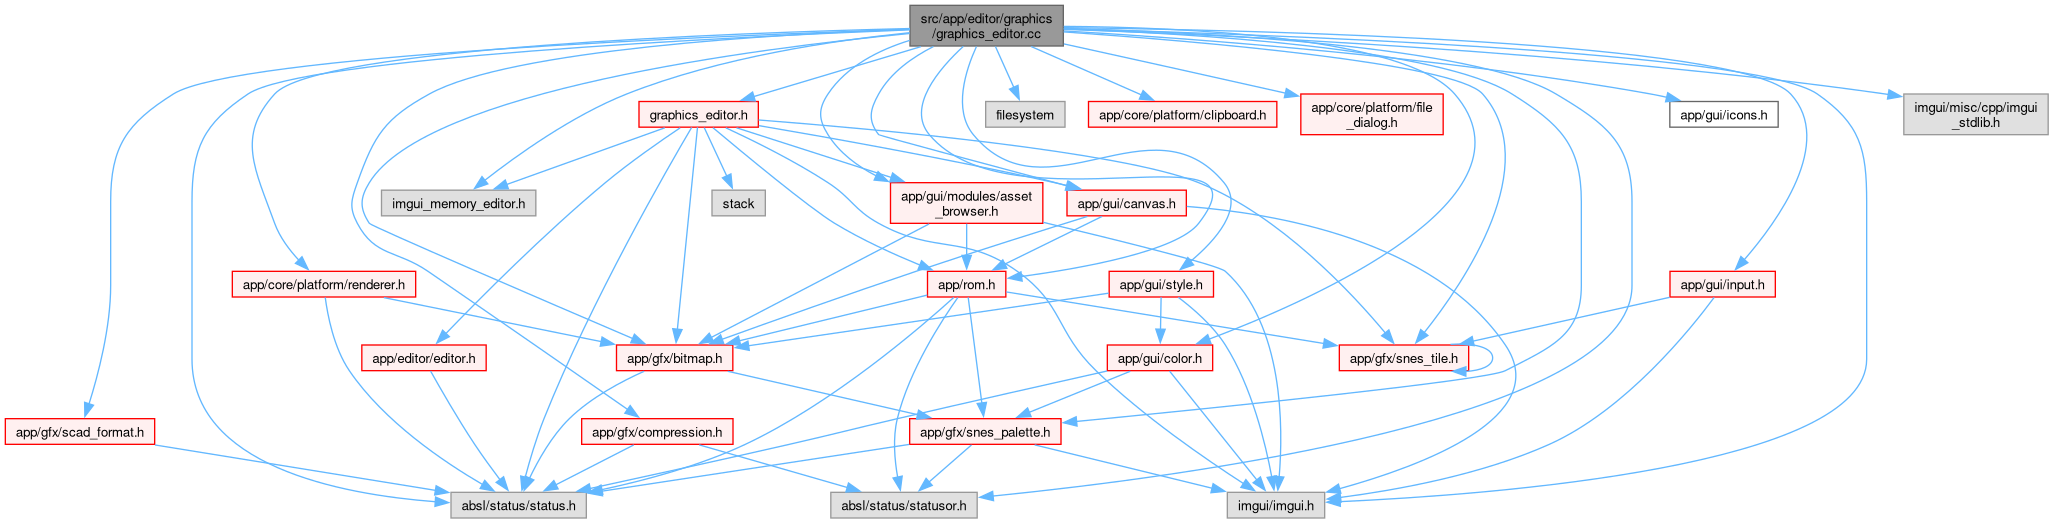 src/app/editor/graphics
/graphics_editor.cc
graphics_editor.h
filesystem
app/core/platform/clipboard.h
app/core/platform/file
_dialog.h
app/gui/icons.h
imgui/misc/cpp/imgui
_stdlib.h
imgui_memory_editor.h
stack
app/gui/modules/asset
_browser.h
app/gui/canvas.h
app/core/platform/renderer.h
app/rom.h
app/gui/style.h
app/gui/input.h
app/editor/editor.h
app/gfx/bitmap.h
app/gui/color.h
app/gfx/snes_tile.h
app/gfx/scad_format.h
app/gfx/compression.h
app/gfx/snes_palette.h
absl/status/status.h
absl/status/statusor.h
imgui/imgui.h